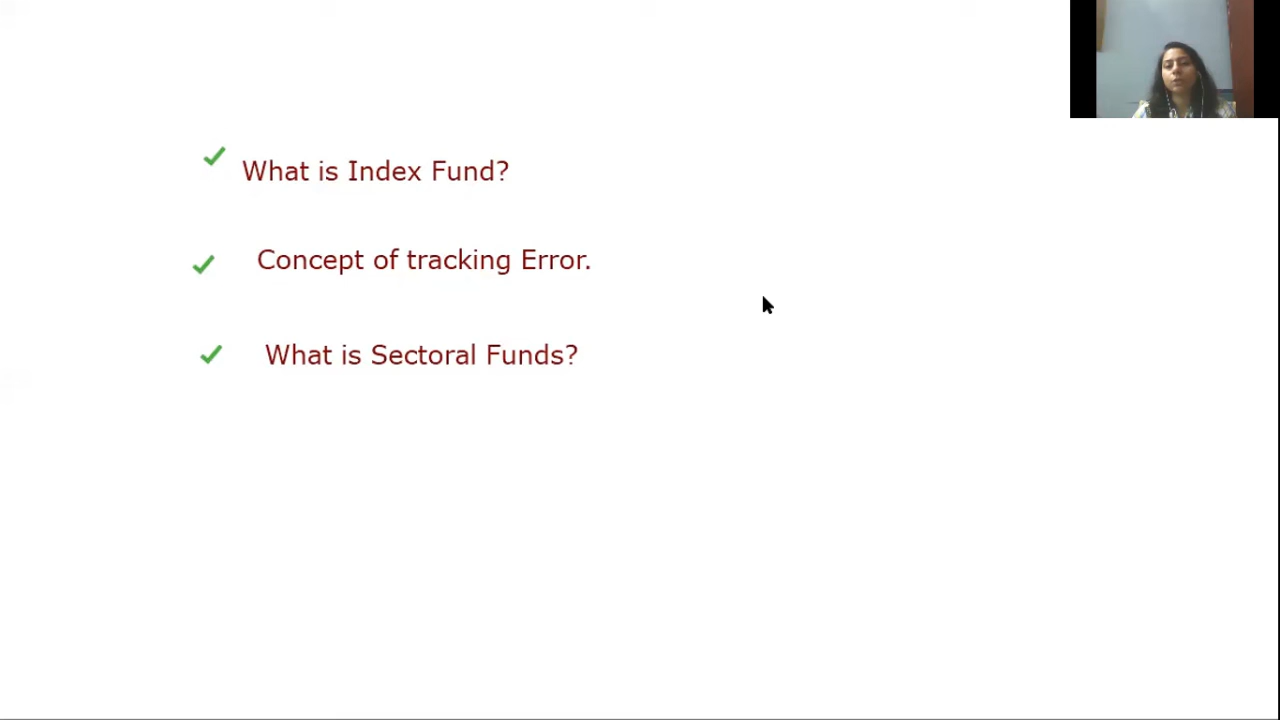 What is Index Fund?
Concept of tracking Error.
What is Sectoral Funds?